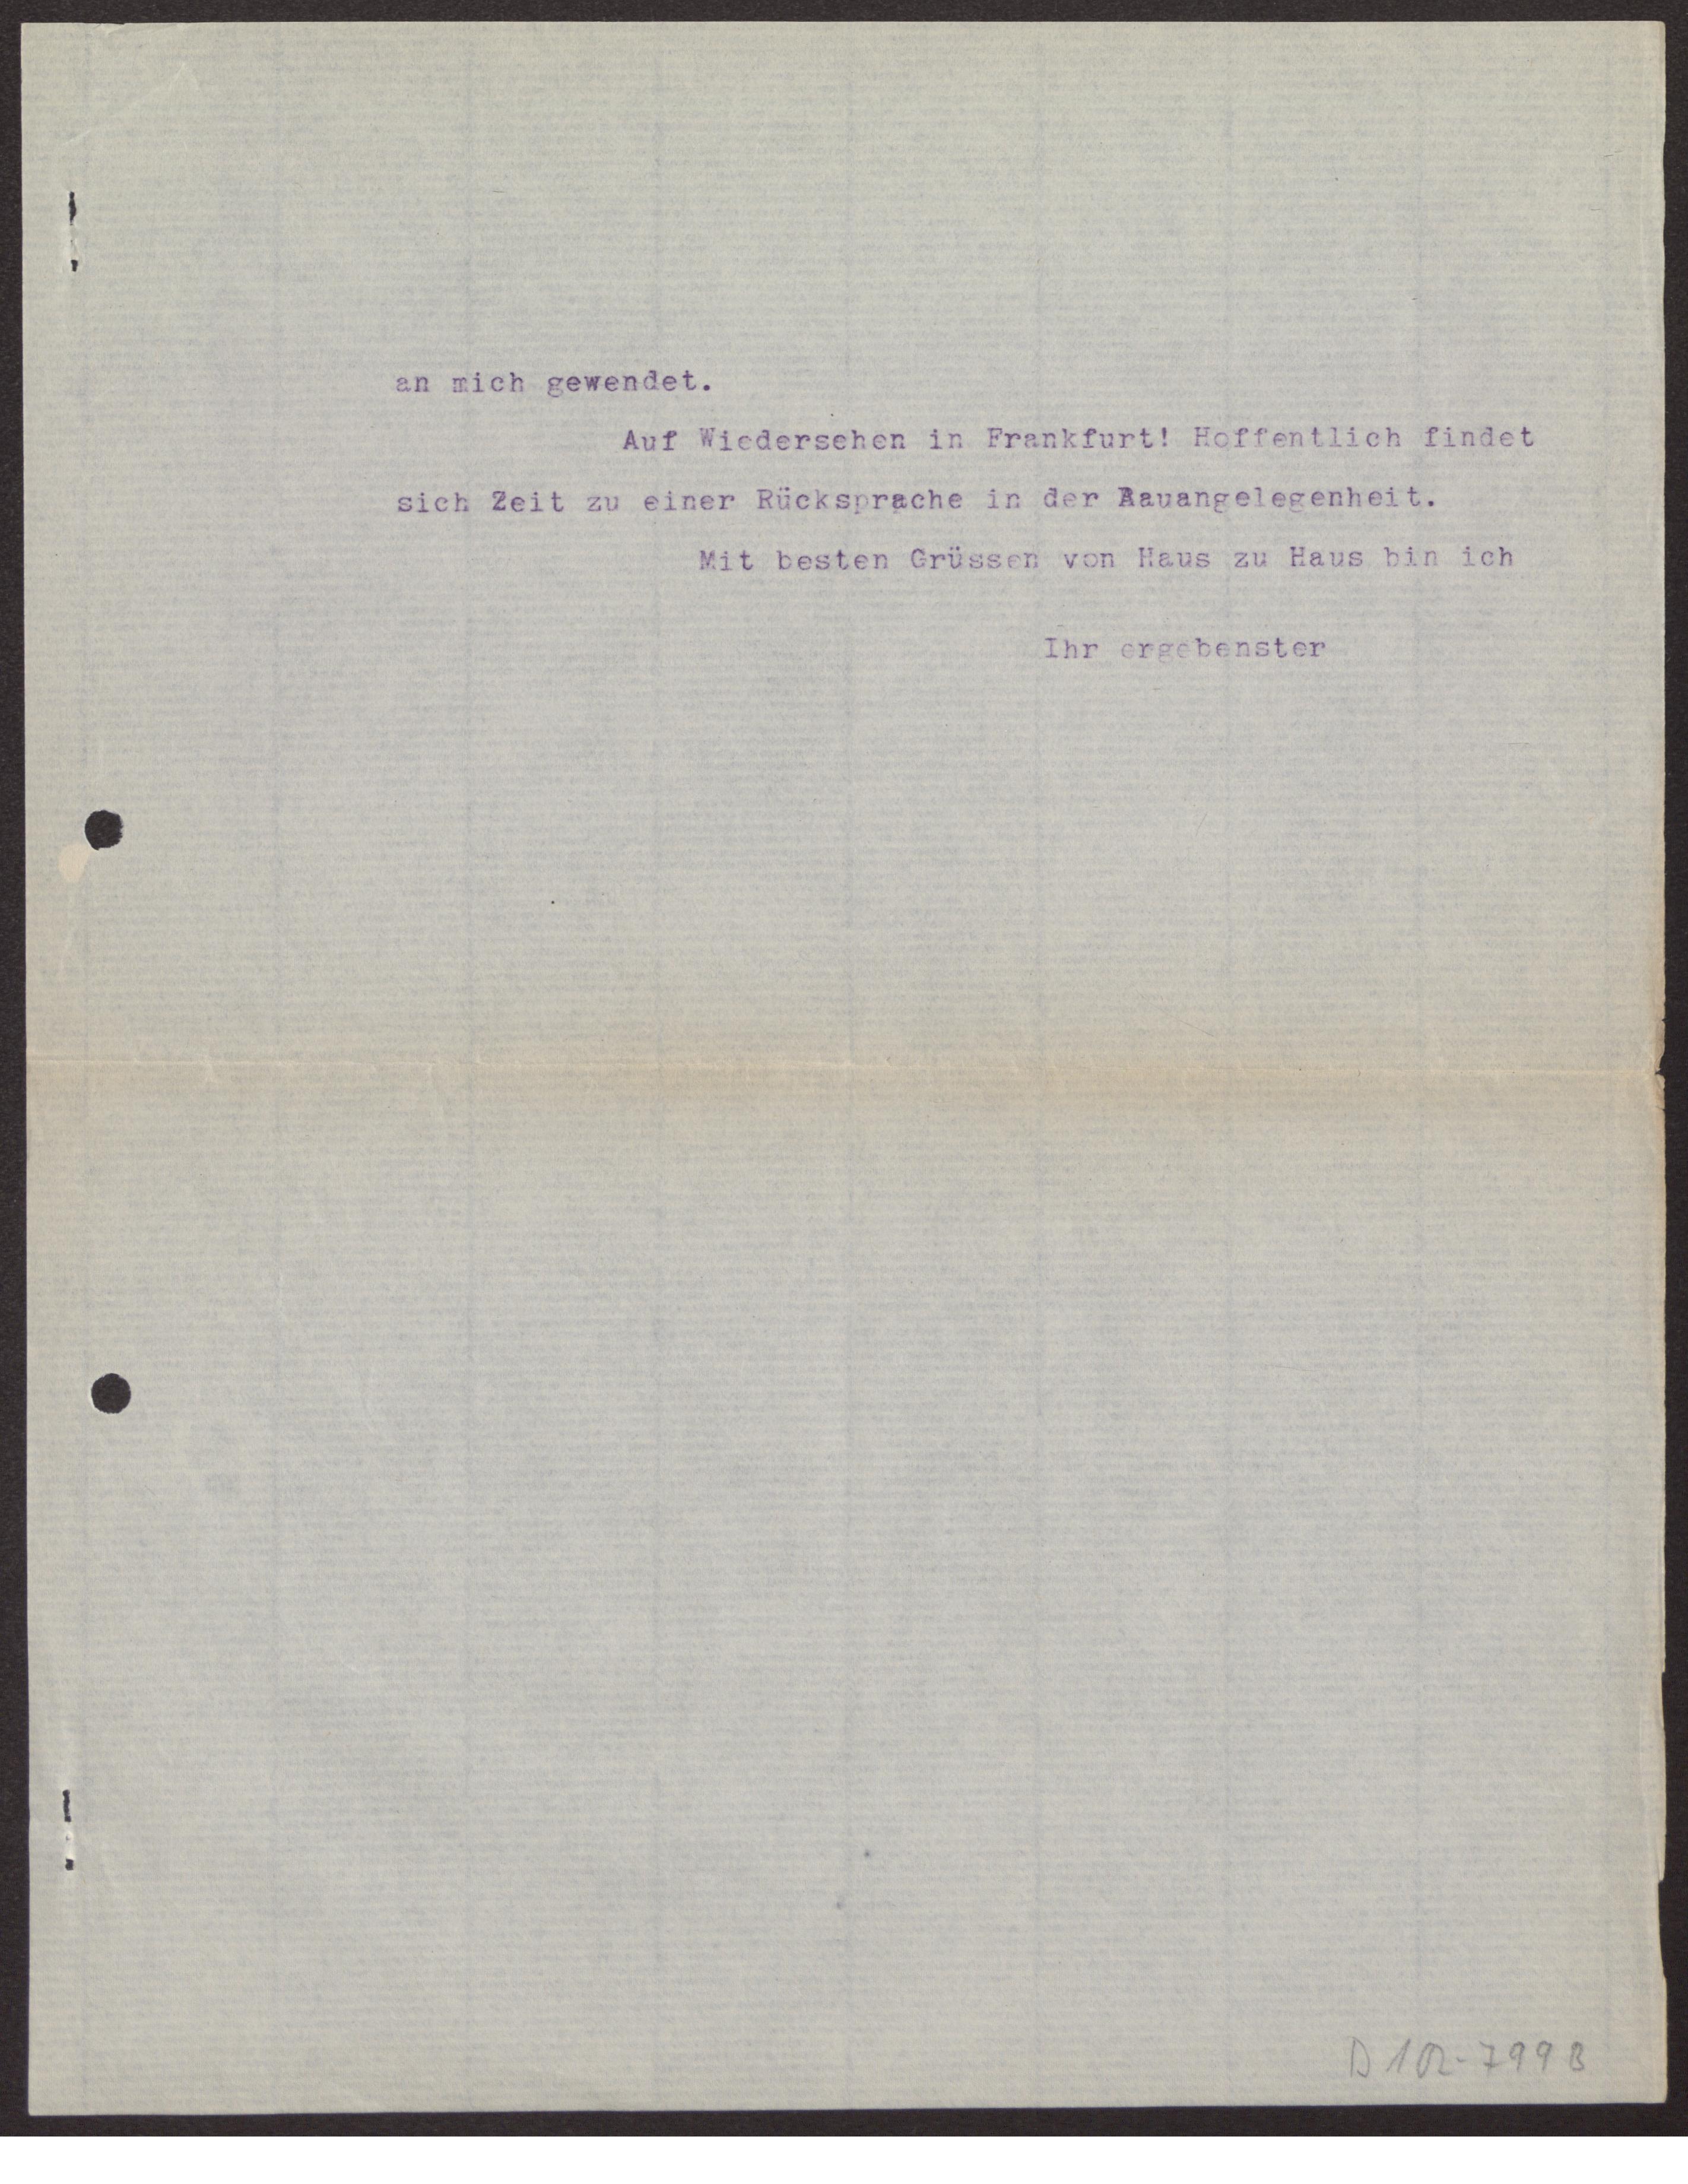 an mich gewendet.
Auf Wiedersehen in Frankfurt! Hoffentlich findet
sich Zeit zu einer Rücksprache in der Bauangelegenheit.
Mit besten Grüssen von Haus zu Haus bin ich
Ihr ergebenster
D 102-799 B